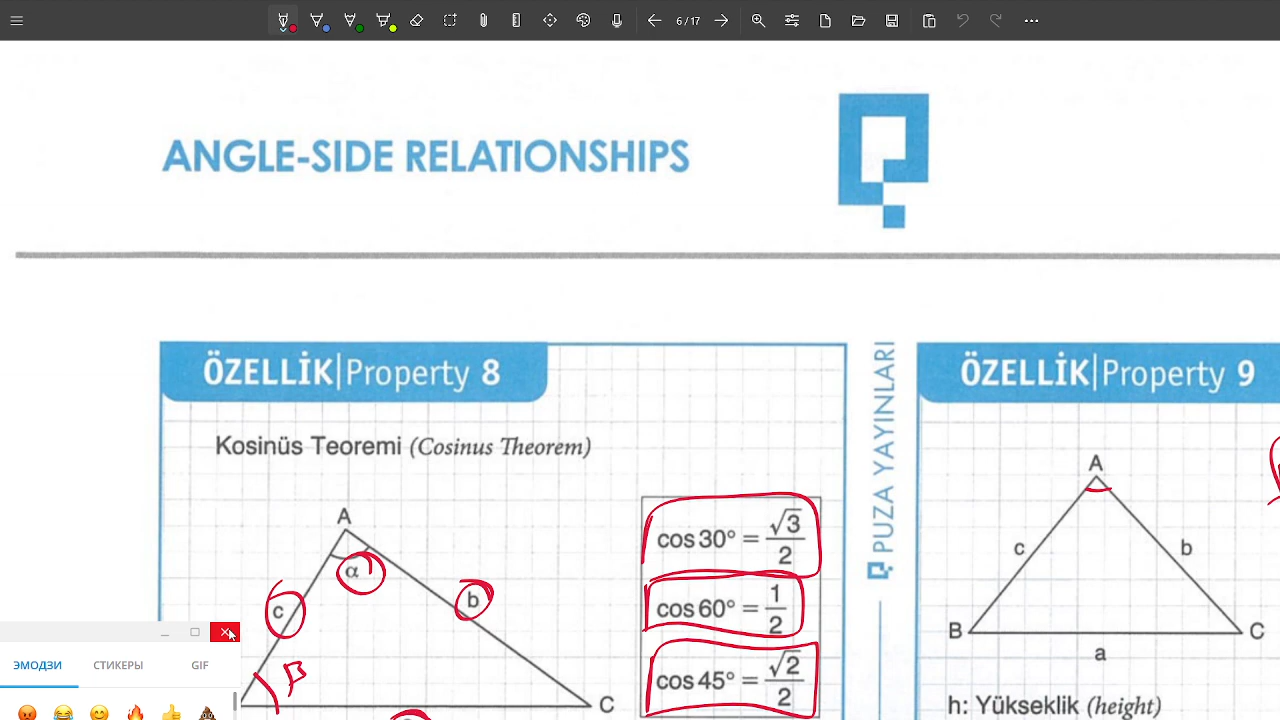 6 / 17
ANGLE-SIDE RELATIONSHIPS
ÖZELLİK|Property 8
Kosinüs Teoremi (Cosinus Theorem)
A
α
c
b
β
C
cos 30° = √3/2
cos 60° = 1/2
cos 45° = √2/2
PUZA YAYINLARI
ÖZELLİK|Property 9
A
c
b
B
C
a
h: Yükseklik (height)
ЭМОДЗИ
СТИКЕРЫ
GIF